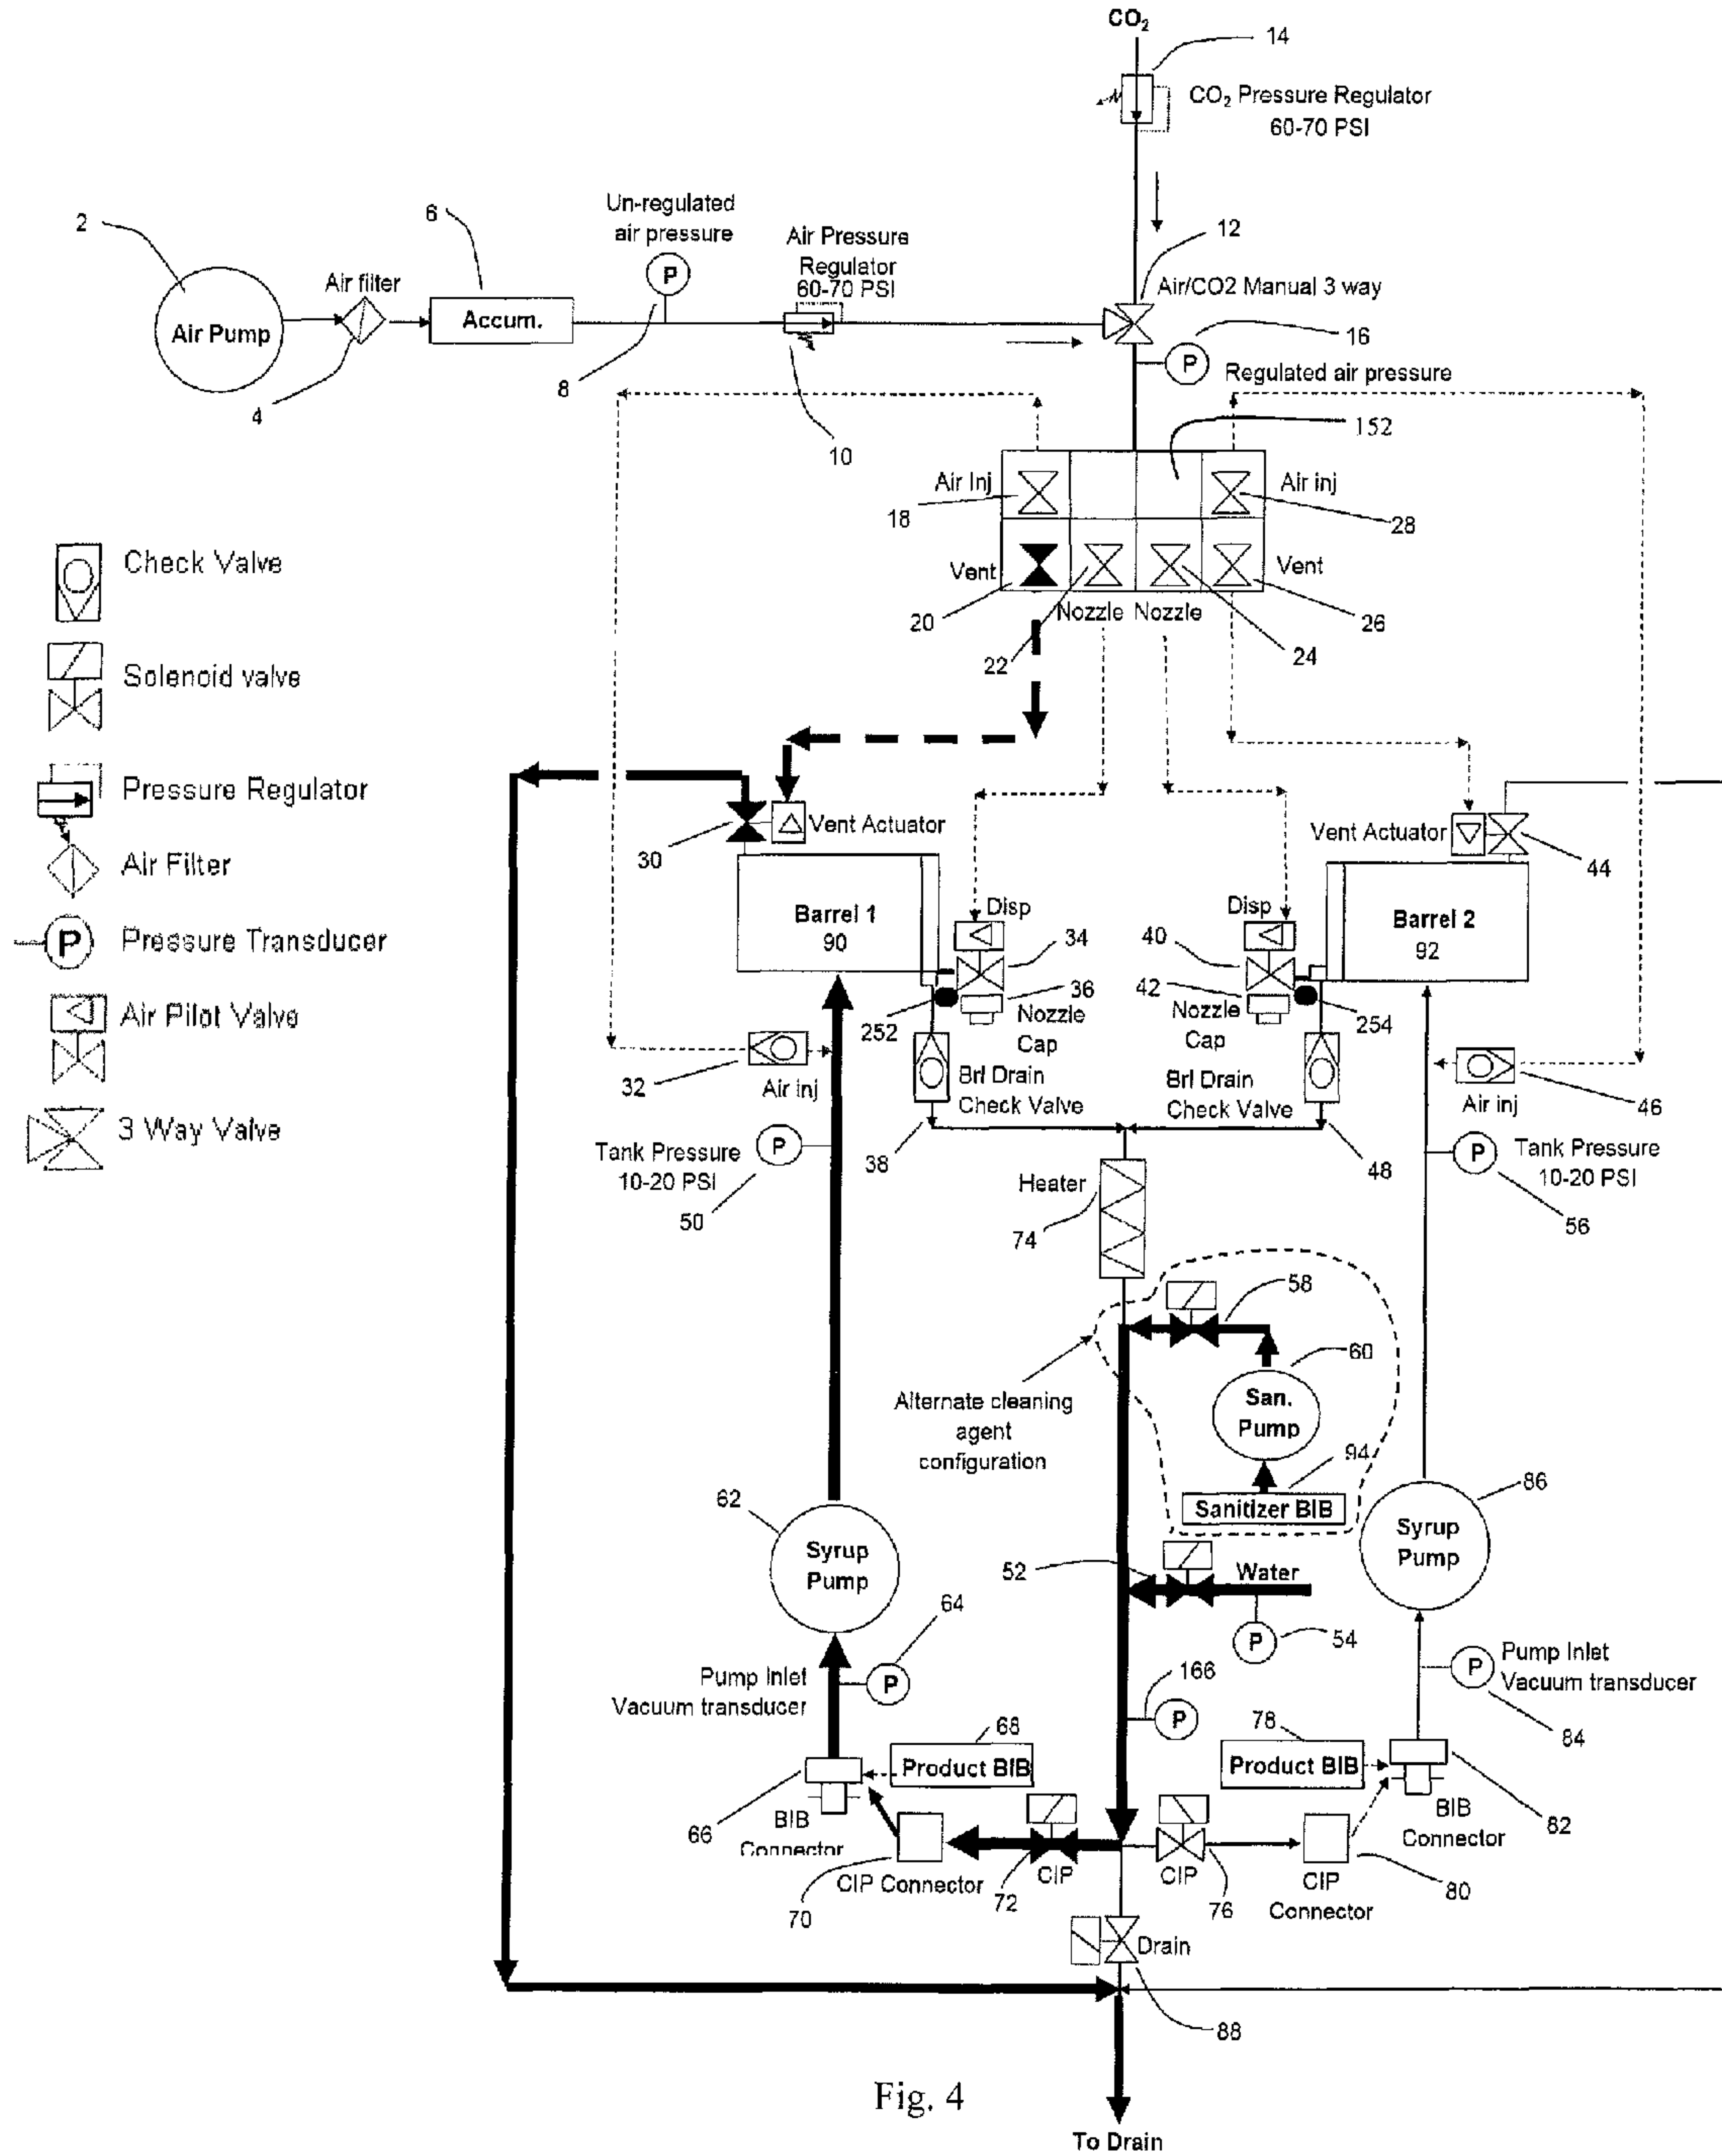 CO₂
14
CO₂ Pressure Regulator
60-70 PSI
2
6
Un-regulated
air pressure
Air Pressure
Regulator
60-70 PSI
12
Air/CO2 Manual 3 way
Air filter
Air Pump
Accum.
P
16
P
Regulated air pressure
4
8
10
152
Air Inj
Air inj
18
28
Vent
Vent
20
Nozzle Nozzle
26
22
24
Check Valve
Solenoid valve
Pressure Regulator
Air Filter
P
Pressure Transducer
Air Pilot Valve
3 Way Valve
30
Vent Actuator
Vent Actuator
44
Barrel 1
90
Disp
34
Disp
40
Barrel 2
92
36
42
252
Nozzle
Cap
Nozzle
Cap
254
32
Air inj
Brl Drain
Check Valve
Brl Drain
Check Valve
Air inj
46
Tank Pressure
10-20 PSI
P
50
38
48
P
Tank Pressure
10-20 PSI
56
Heater
74
58
60
Alternate cleaning
agent
configuration
San.
Pump
94
Sanitizer BIB
62
Syrup
Pump
86
Syrup
Pump
52
Water
P
54
64
P
Pump Inlet
Vacuum transducer
166
P
P
Pump Inlet
Vacuum transducer
84
68
Product BIB
78
Product BIB
66
BIB
Connector
BIB
Connector
82
70
CIP Connector
72
CIP
CIP
76
CIP
Connector
80
Drain
88
Fig. 4
To Drain